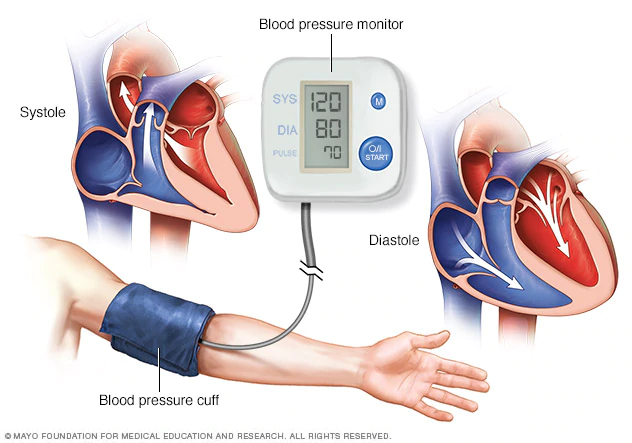 Blood pressure monitor
Systole
SYS 120
M
DIA 80
PULSE 70
O/I
START
Diastole
Blood pressure cuff
© MAYO FOUNDATION FOR MEDICAL EDUCATION AND RESEARCH. ALL RIGHTS RESERVED.